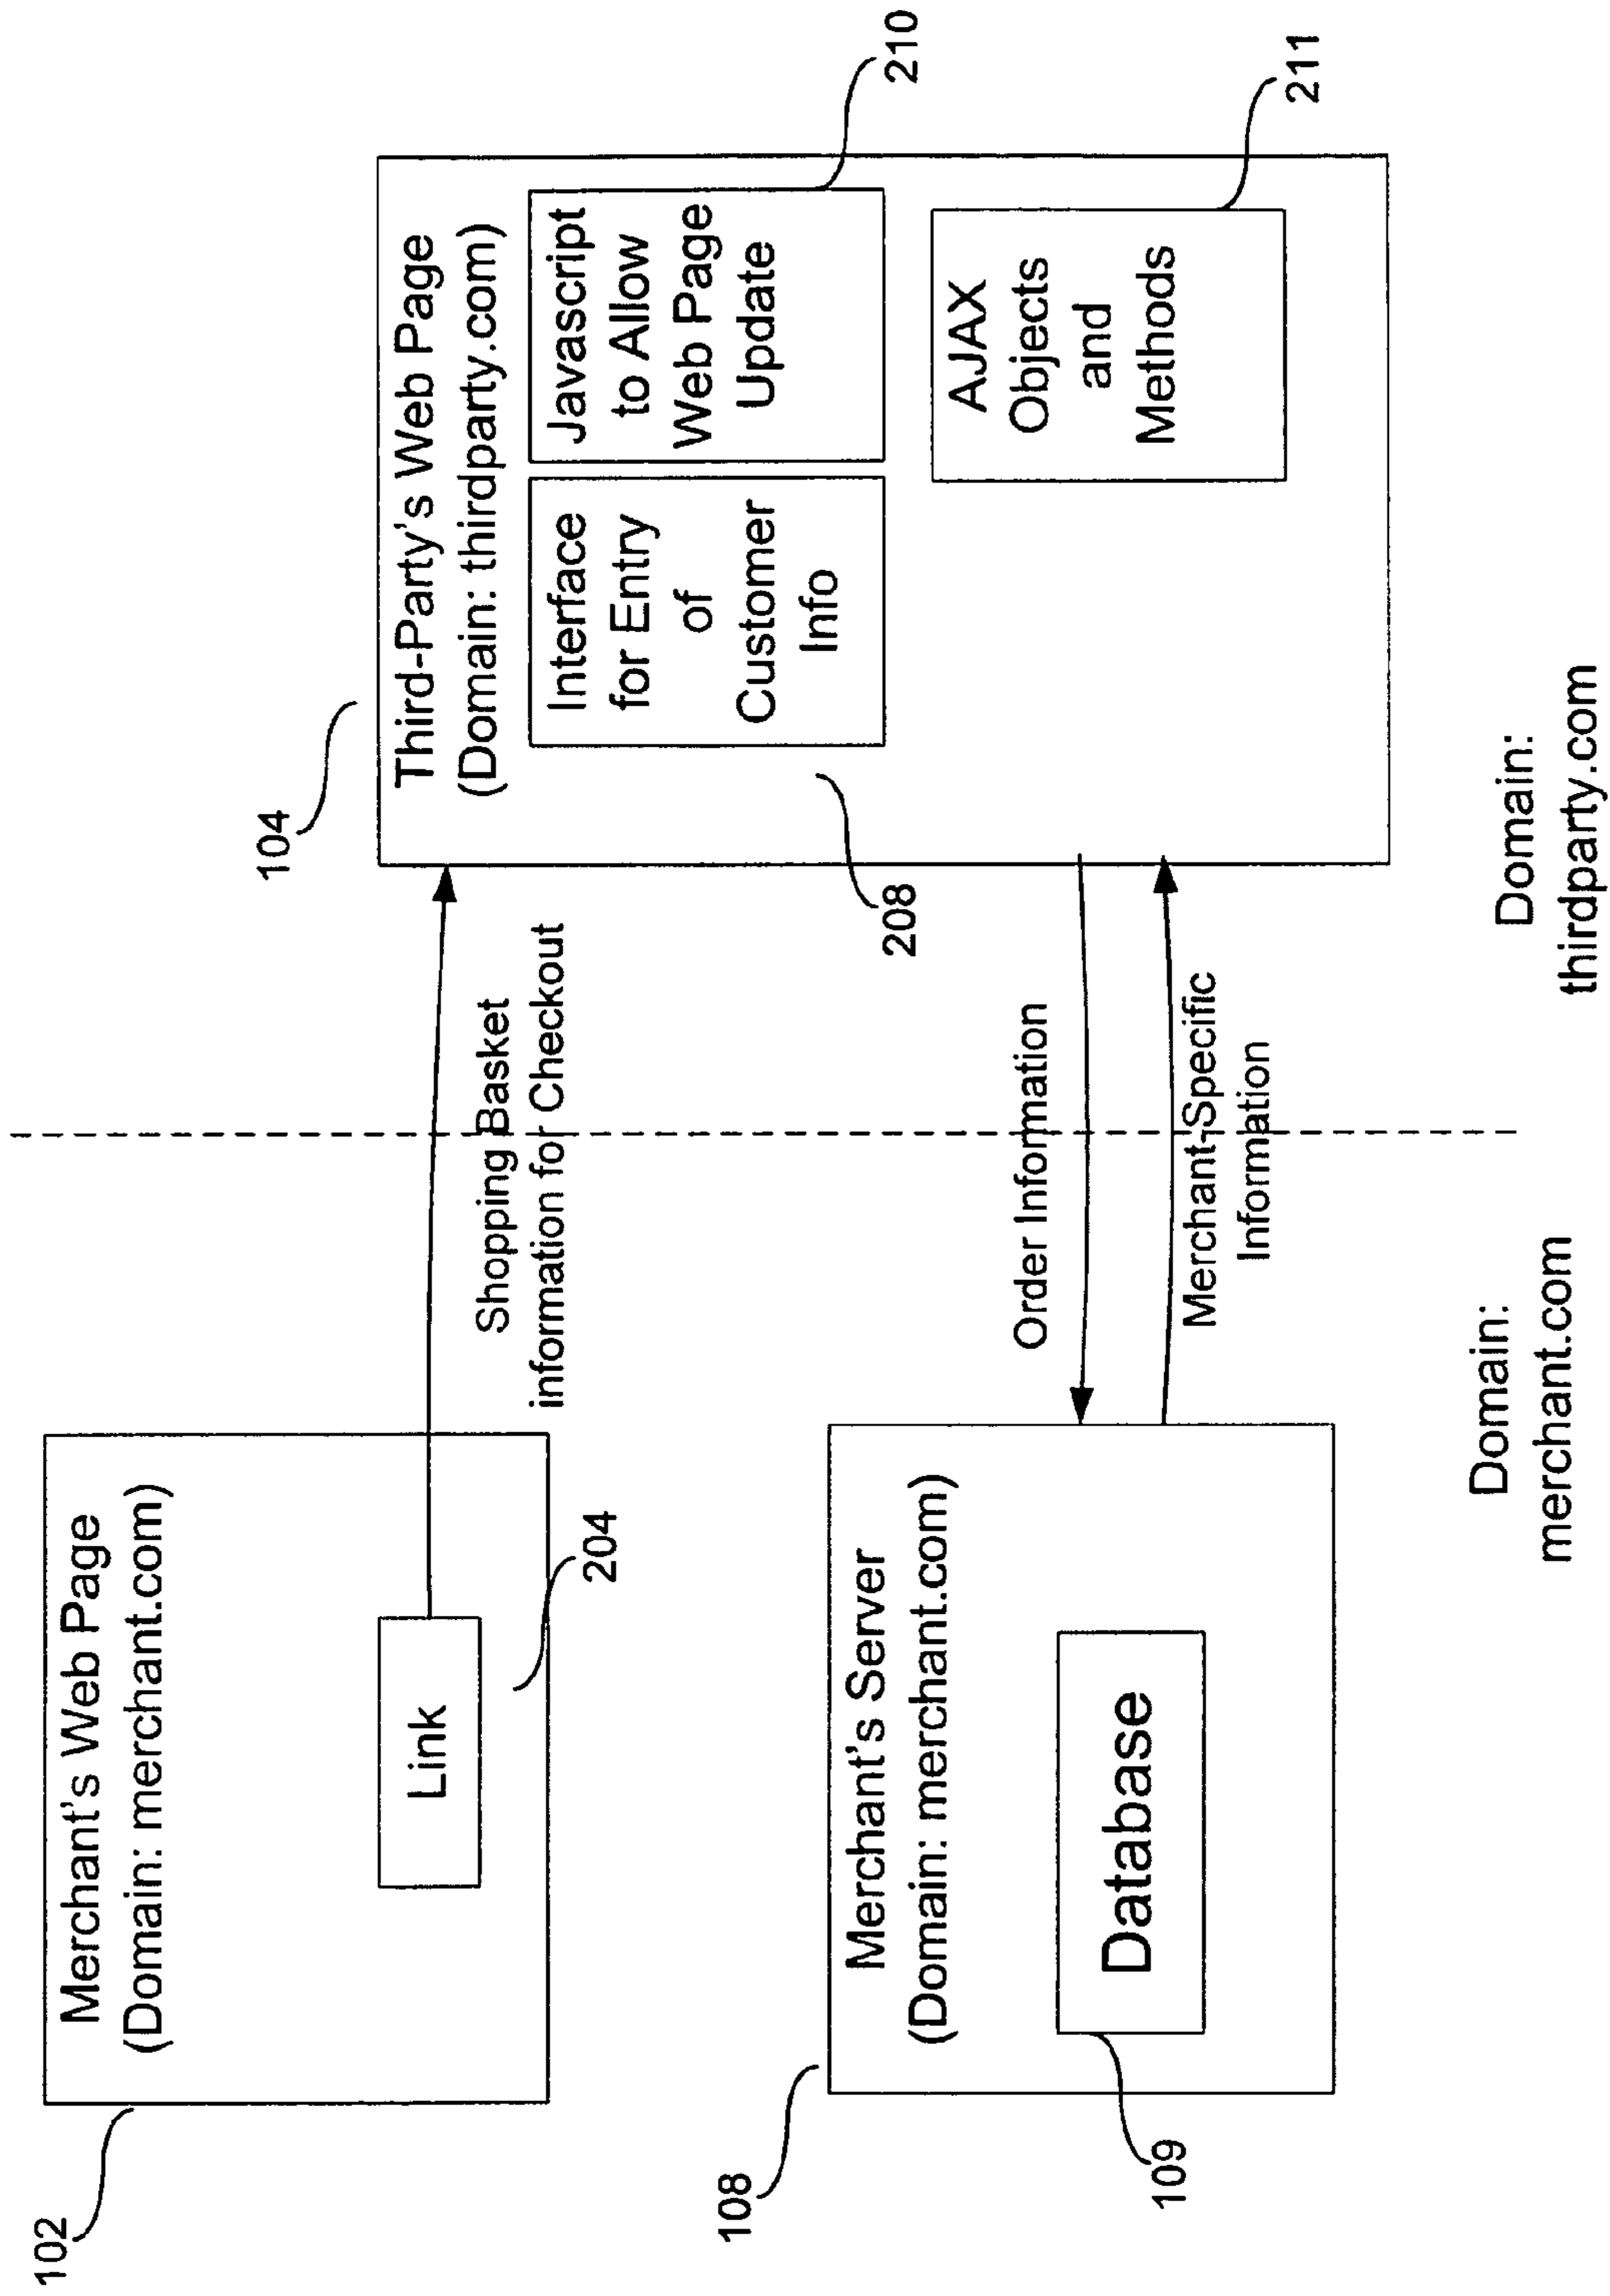 102
Merchant's Web Page
(Domain: merchant.com)
Link
204
Shopping Basket
information for Checkout
104
Third-Party's Web Page
(Domain: thirdparty.com)
Interface
for Entry
of
Customer
Info
208
Javascript
to Allow
Web Page
Update
210
AJAX
Objects
and
Methods
211
108
Merchant's Server
(Domain: merchant.com)
Database
109
Order Information
Merchant-Specific
Information
Domain:
merchant.com
Domain:
thirdparty.com